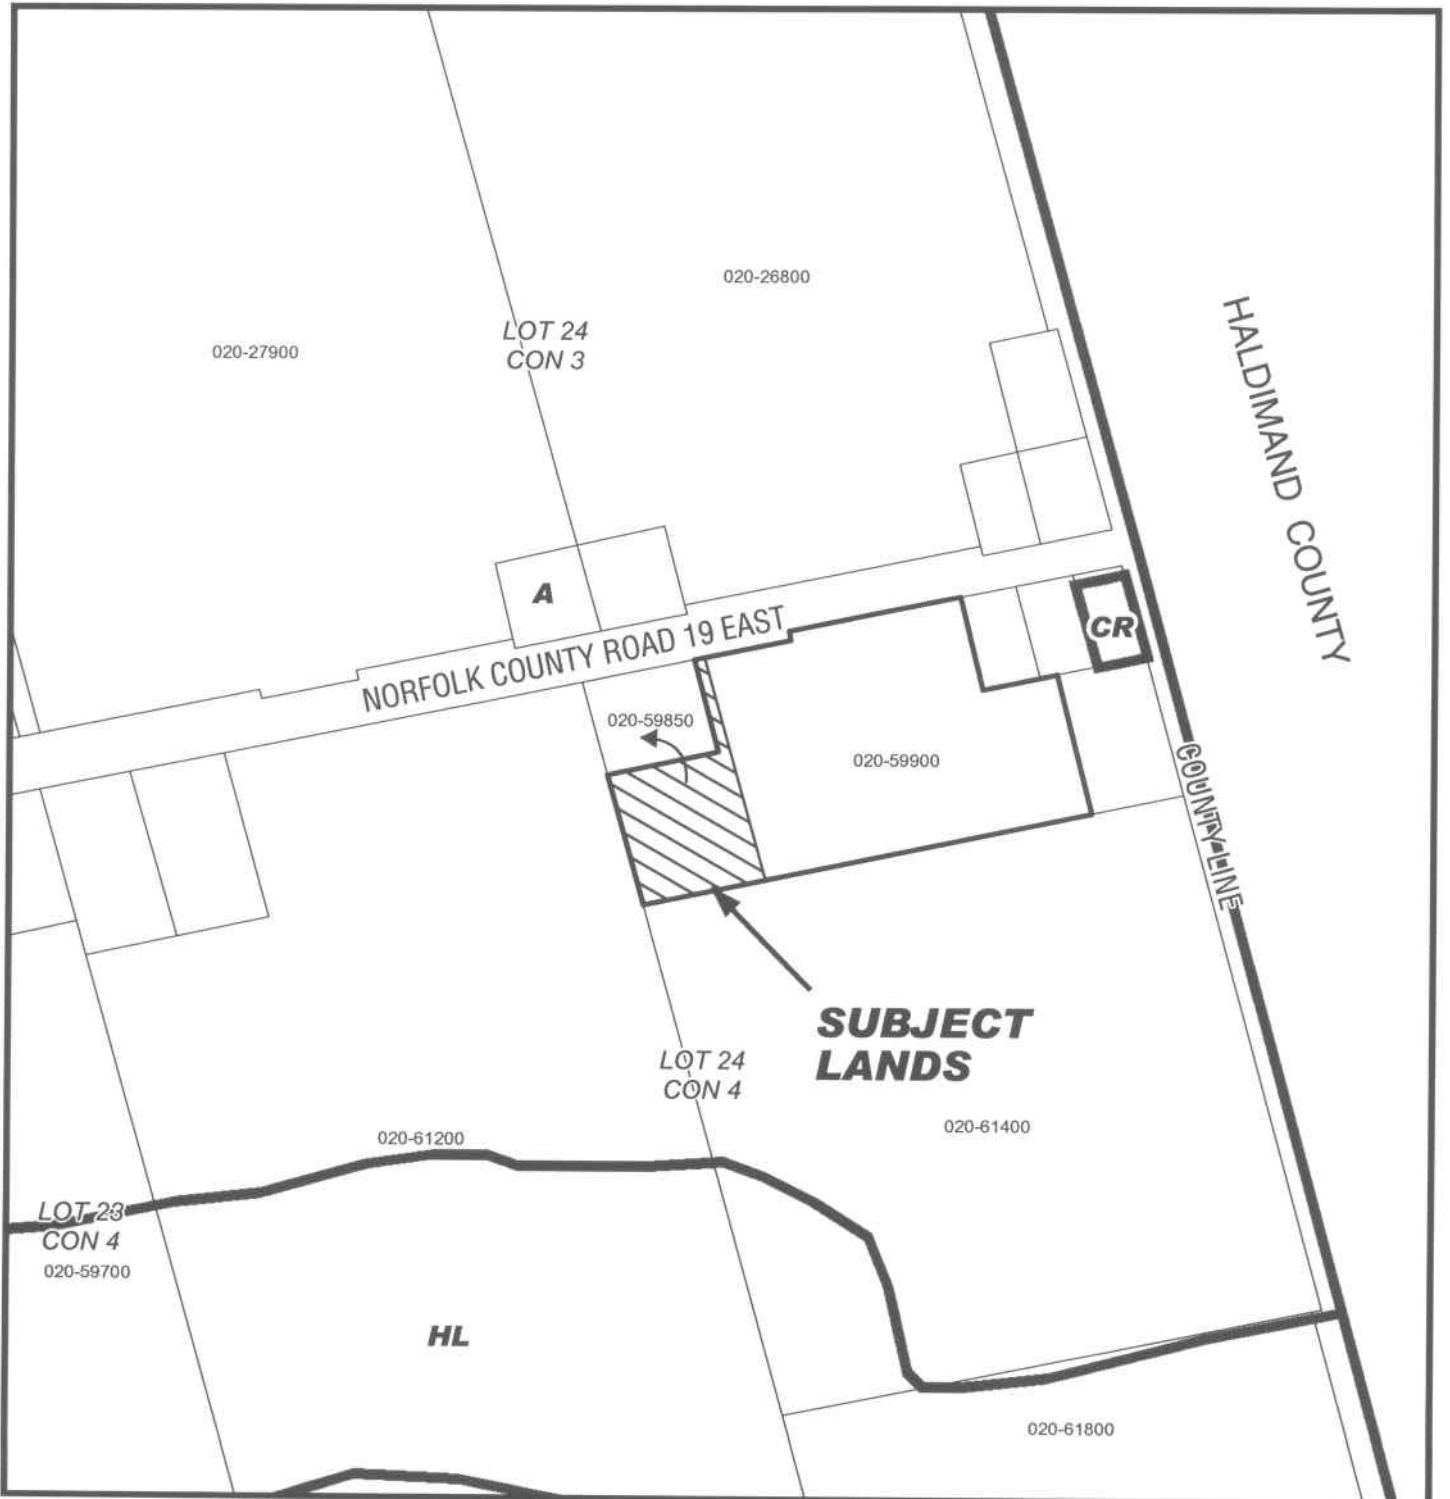 020-26800
LOT 24
CON 3
020-27900
HALDIMAND COUNTY
A
CR
NORFOLK COUNTY ROAD 19 EAST
020-59850
020-59900
COUNTY LINE
SUBJECT
LANDS
LOT 24
CON 4
020-61400
020-61200
LOT 23
CON 4
020-59700
HL
020-61800